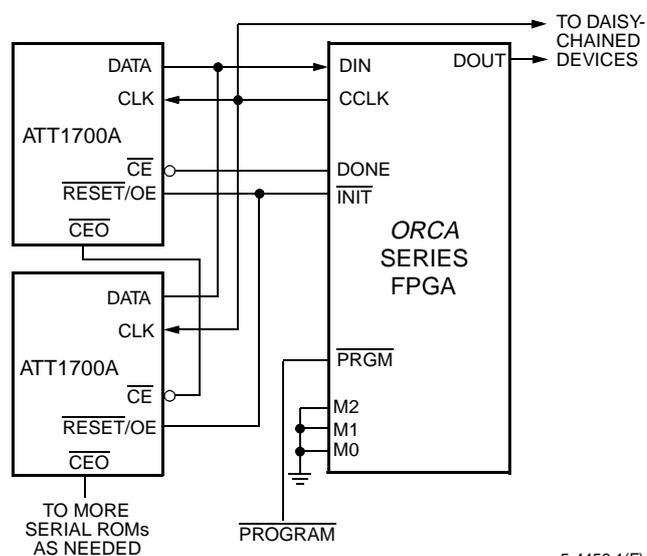 TO DAISY-
CHAINED
DEVICES
DATA
CLK
ATT1700A
CE
RESET/OE
CEO
DIN
DOUT
CCLK
DONE
INIT
ORCA
SERIES
FPGA
PRGM
M2
M1
M0
DATA
CLK
ATT1700A
CE
RESET/OE
CEO
TO MORE
SERIAL ROMs
AS NEEDED
PROGRAM